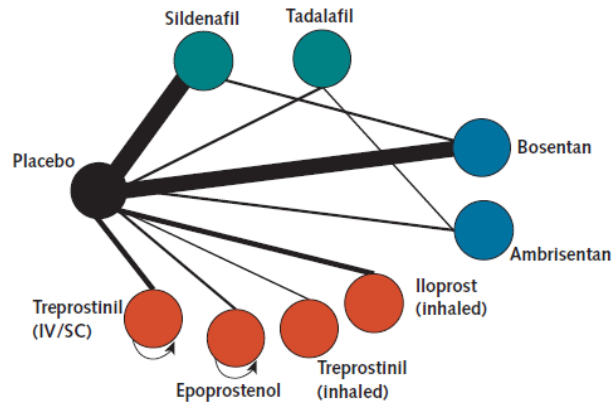 Sildenafil
Tadalafil
Placebo
Bosentan
Ambrisentan
Iloprost
(inhaled)
Treprostinil
(IV/SC)
Treprostinil
(inhaled)
Epoprostenol